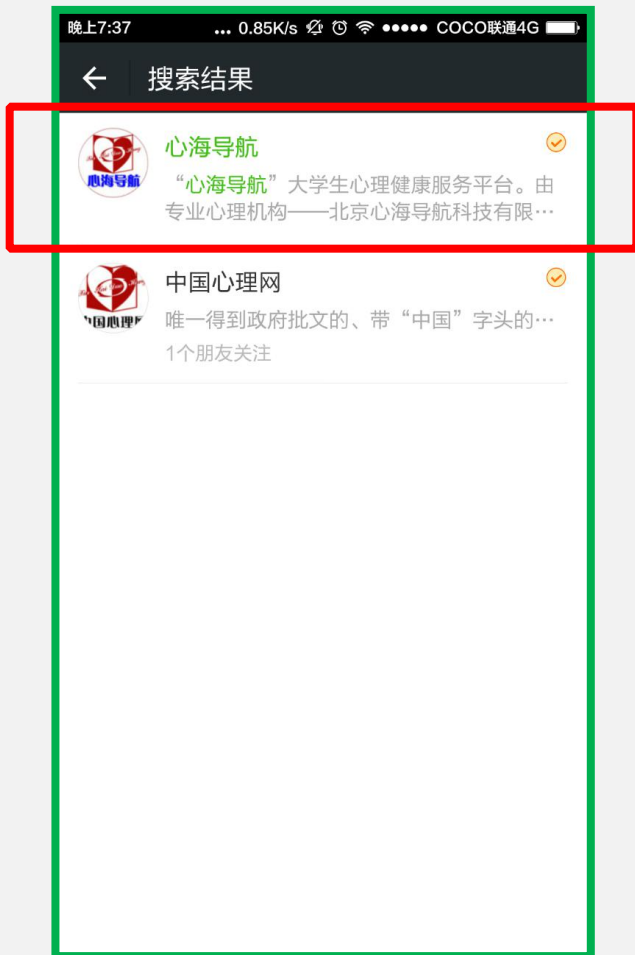 晚上7:37 ... 0.85K/s COCO联通4G
搜索结果
心海导航
心海导航
“心海导航”大学生心理健康服务平台。由
专业心理机构——北京心海导航科技有限…
中国心理网
中国心理网
唯一得到政府批文的、带“中国”字头的…
1个朋友关注